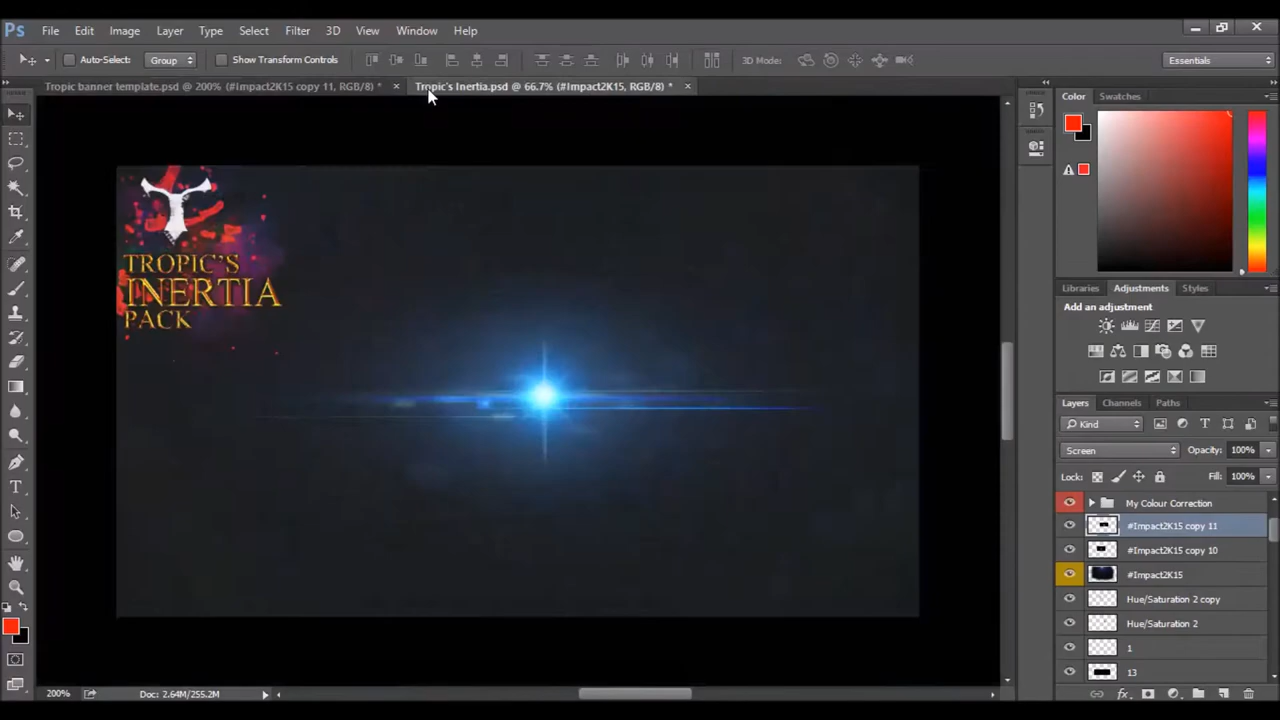 Ps File Edit Image Layer Type Select Filter 3D View Window Help
Auto-Select: Group Show Transform Controls 3D Mode: Essentials
Tropic banner template.psd @ 200% (#Impact2K15 copy 11, RGB/8) * × Tropic's Inertia.psd @ 66.7% (#Impact2K15, RGB/8) * ×
Color Swatches
TROPIC'S
INERTIA
PACK
Libraries Adjustments Styles
Add an adjustment
Layers Channels Paths
Kind
Screen Opacity: 100%
Lock: Fill: 100%
My Colour Correction
#Impact2K15 copy 11
#Impact2K15 copy 10
#Impact2K15
Hue/Saturation 2 copy
Hue/Saturation 2
1
13
200% Doc: 2.64M/255.2M
fx